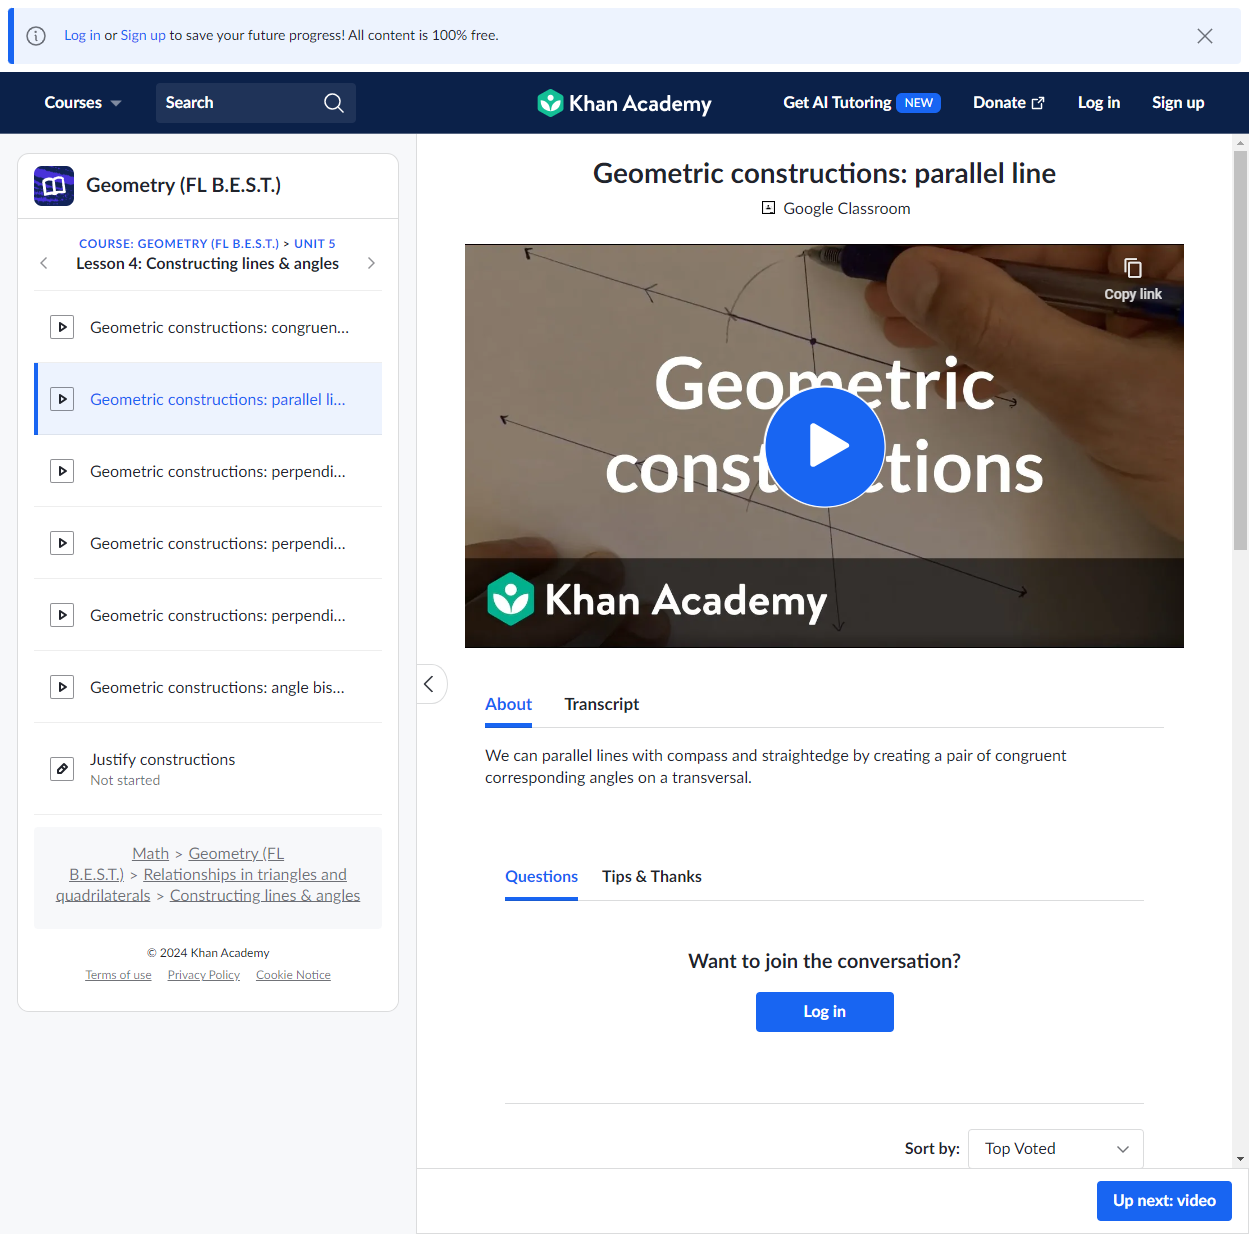 Log in or Sign up to save your future progress! All content is 100% free.
Courses
Search
Khan Academy
Get AI Tutoring NEW
Donate
Log in
Sign up
Geometry (FL B.E.S.T.)
COURSE: GEOMETRY (FL B.E.S.T.) > UNIT 5
Lesson 4: Constructing lines & angles
Geometric constructions: congruen...
Geometric constructions: parallel li...
Geometric constructions: perpendi...
Geometric constructions: perpendi...
Geometric constructions: perpendi...
Geometric constructions: angle bis...
Justify constructions
Not started
Math > Geometry (FL
B.E.S.T.) > Relationships in triangles and
quadrilaterals > Constructing lines & angles
© 2024 Khan Academy
Terms of use Privacy Policy Cookie Notice
Geometric constructions: parallel line
Google Classroom
Copy link
Geometric
constructions
Khan Academy
About Transcript
We can parallel lines with compass and straightedge by creating a pair of congruent
corresponding angles on a transversal.
Questions Tips & Thanks
Want to join the conversation?
Log in
Sort by: Top Voted
Up next: video